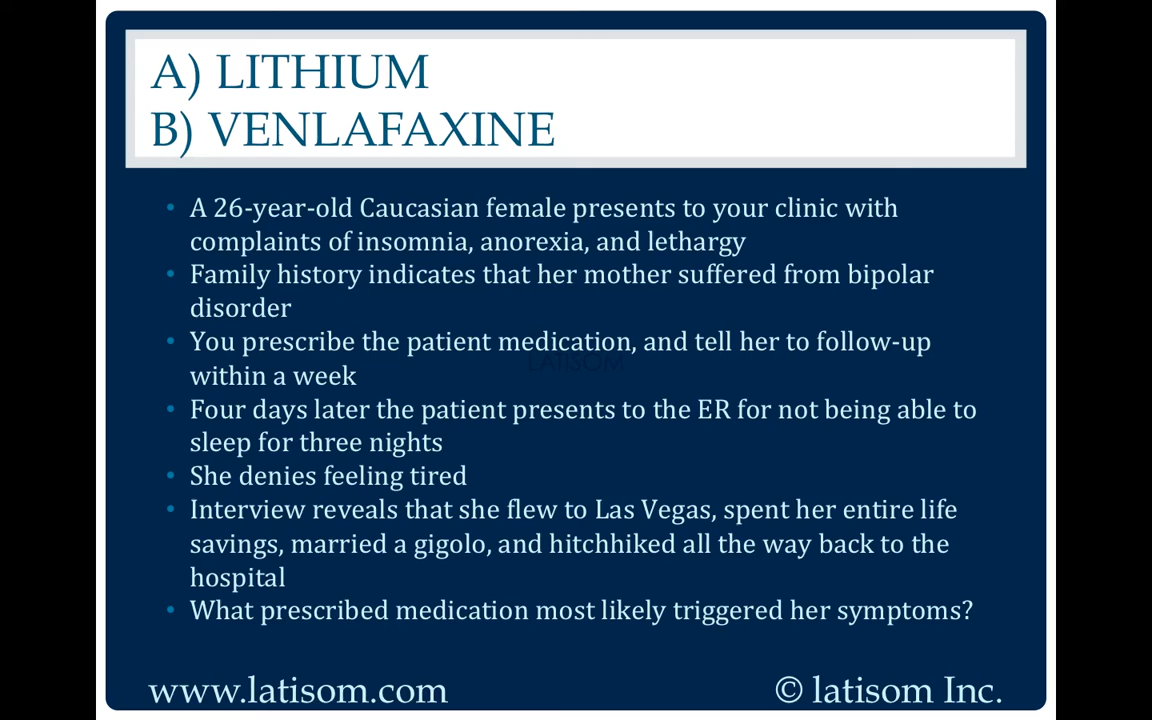 A) LITHIUM
B) VENLAFAXINE
• A 26-year-old Caucasian female presents to your clinic with
complaints of insomnia, anorexia, and lethargy
• Family history indicates that her mother suffered from bipolar
disorder
• You prescribe the patient medication, and tell her to follow-up
within a week
LATISOM
• Four days later the patient presents to the ER for not being able to
sleep for three nights
• She denies feeling tired
• Interview reveals that she flew to Las Vegas, spent her entire life
savings, married a gigolo, and hitchhiked all the way back to the
hospital
• What prescribed medication most likely triggered her symptoms?
www.latisom.com
© latisom Inc.